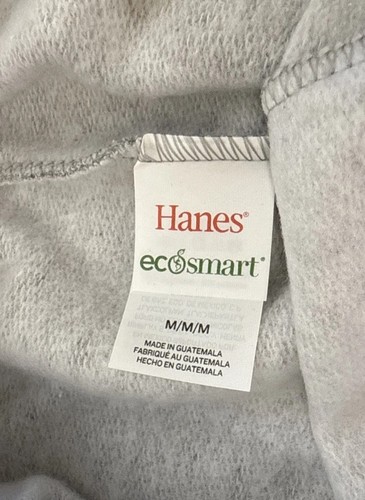 Hanes®
ecosmart®
M/M/M
MADE IN GUATEMALA
FABRIQUÉ AU GUATEMALA
HECHO EN GUATEMALA